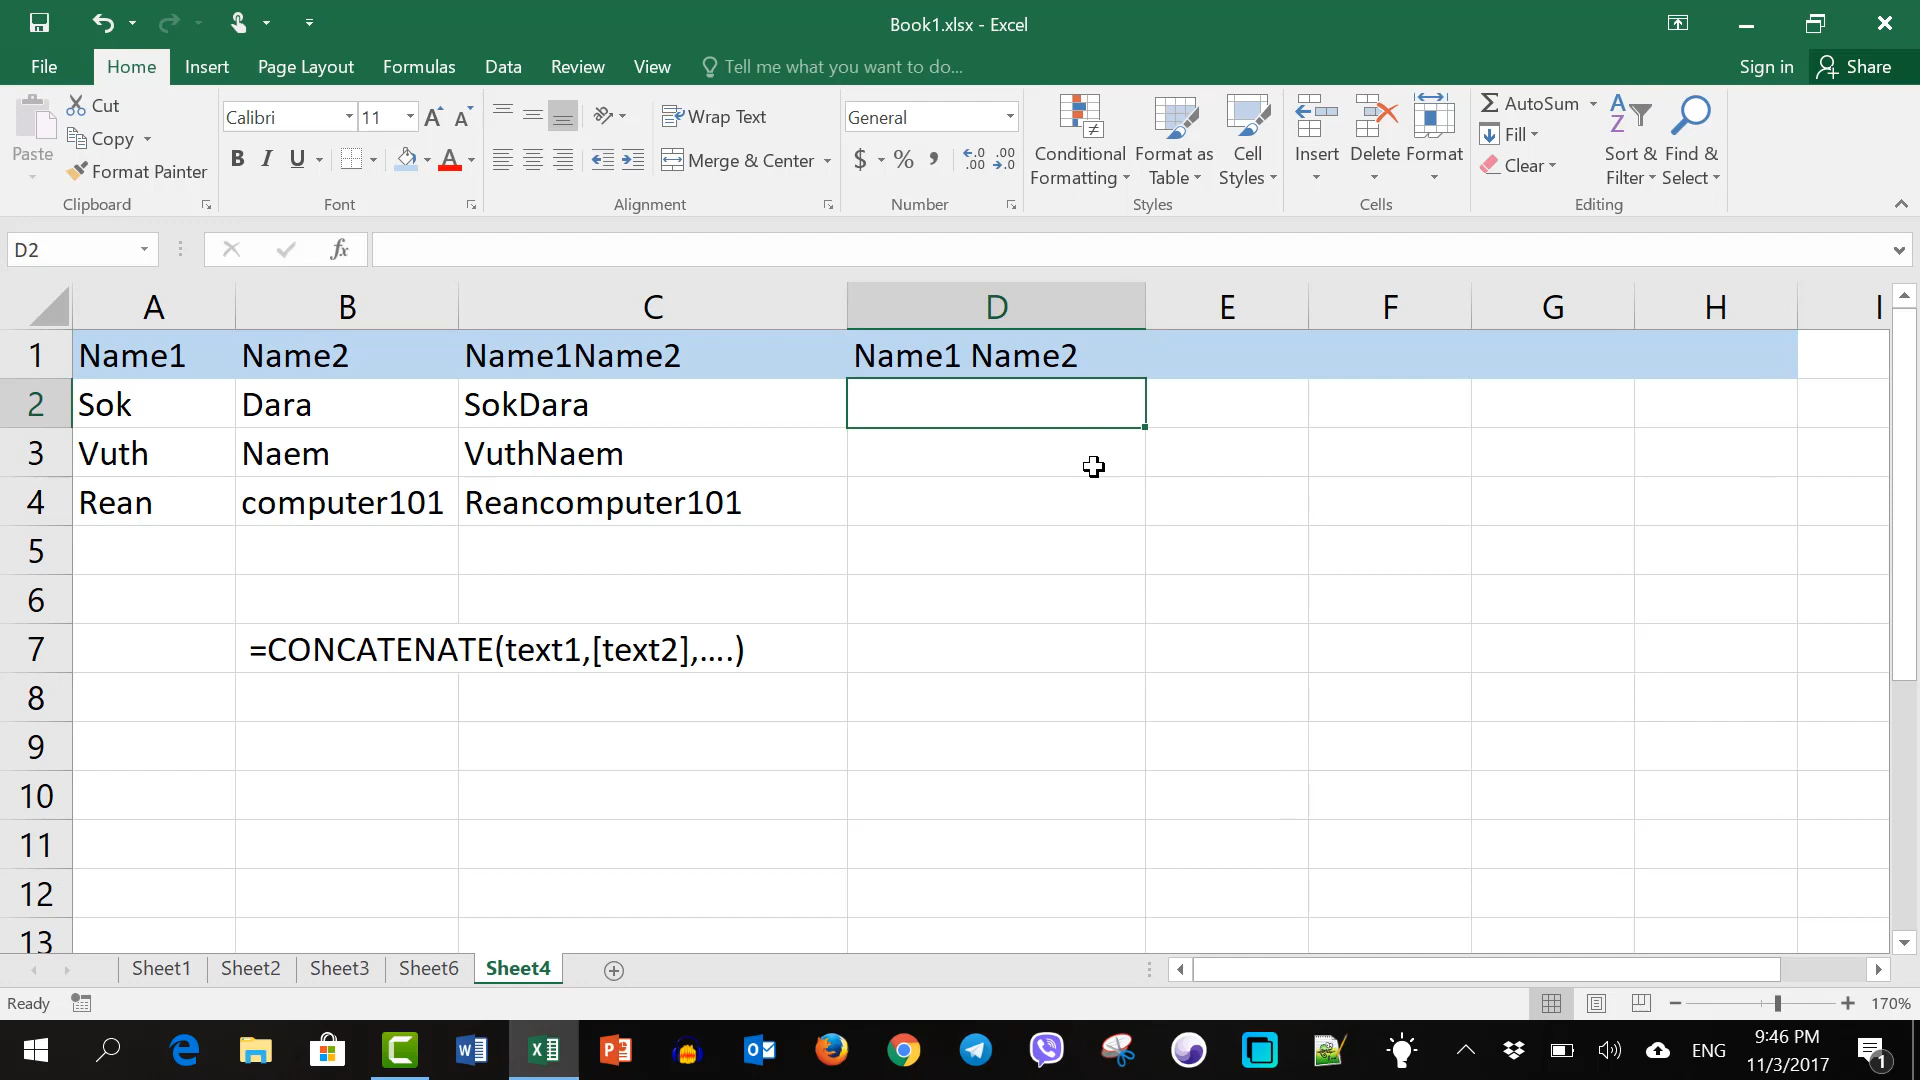 Book1.xlsx - Excel
File Home Insert Page Layout Formulas Data Review View Tell me what you want to do... Sign in Share
Paste Cut
Copy
Format Painter
Clipboard
Calibri 11
B I U A
Font
Wrap Text
Merge & Center
Alignment
General
$ % , .00 .0
Number
Conditional Formatting
Format as Table
Cell Styles
Styles
Insert Delete Format
Cells
AutoSum
Fill
Clear
Sort & Filter
Find & Select
Editing
D2 fx
A B C D E F G H I
1 Name1 Name2 Name1Name2 Name1 Name2
2 Sok Dara SokDara
3 Vuth Naem VuthNaem
4 Rean computer101 Reancomputer101
5
6
7 =CONCATENATE(text1,[text2],....)
8
9
10
11
12
13
Sheet1 Sheet2 Sheet3 Sheet6 Sheet4
Ready 170%
ENG 9:46 PM
11/3/2017 1